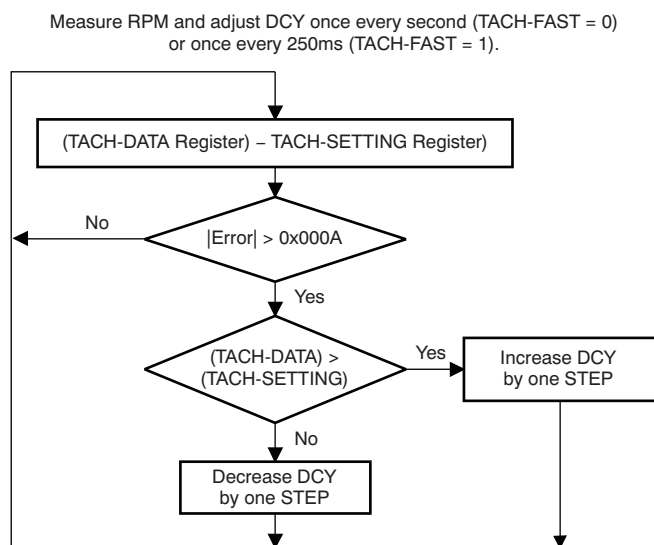 Measure RPM and adjust DCY once every second (TACH-FAST = 0)
or once every 250ms (TACH-FAST = 1).
(TACH-DATA Register) − TACH-SETTING Register)
No
|Error| > 0x000A
Yes
(TACH-DATA) >
(TACH-SETTING)
Yes
Increase DCY
by one STEP
No
Decrease DCY
by one STEP